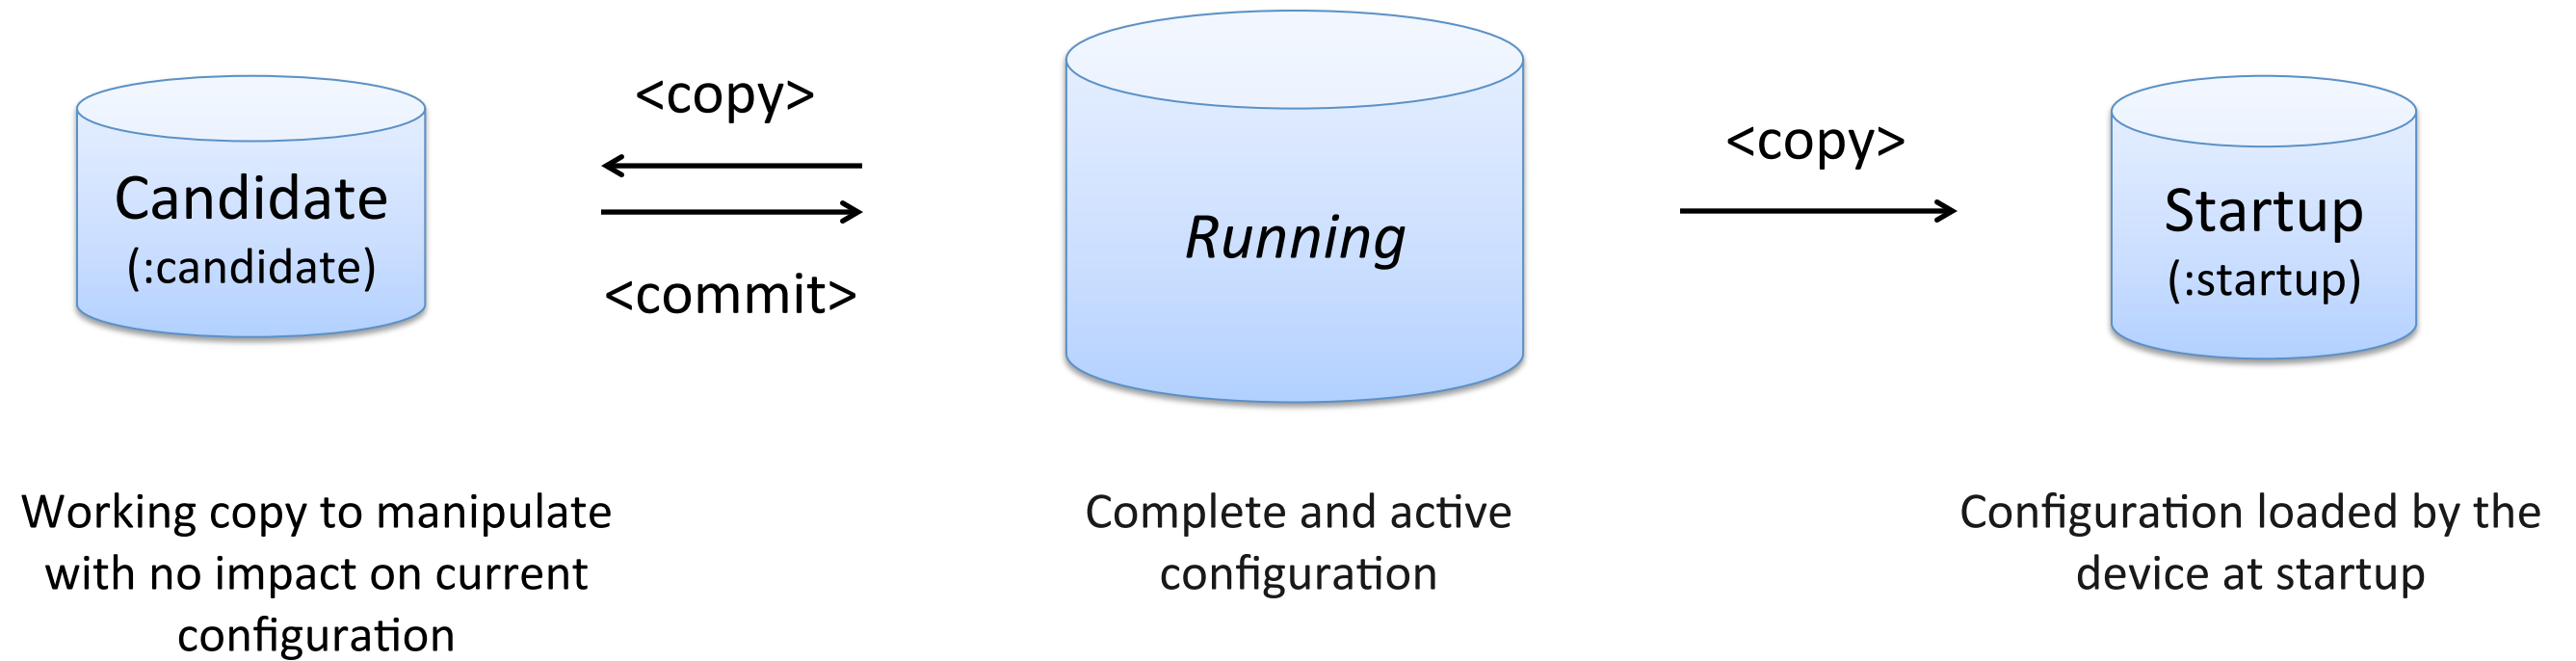 <copy>
<copy>
Candidate
(:candidate)
Running
Startup
(:startup)
<commit>
Working copy to manipulate
with no impact on current
configuration
Complete and active
configuration
Configuration loaded by the
device at startup